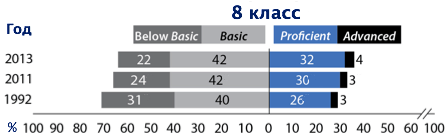 8 класс
Год
Below Basic Basic Proficient Advanced
2013 22 42 32 4
2011 24 42 30 3
1992 31 40 26 3
% 100 90 80 70 60 50 40 30 20 10 0 10 20 30 40 50 60 100